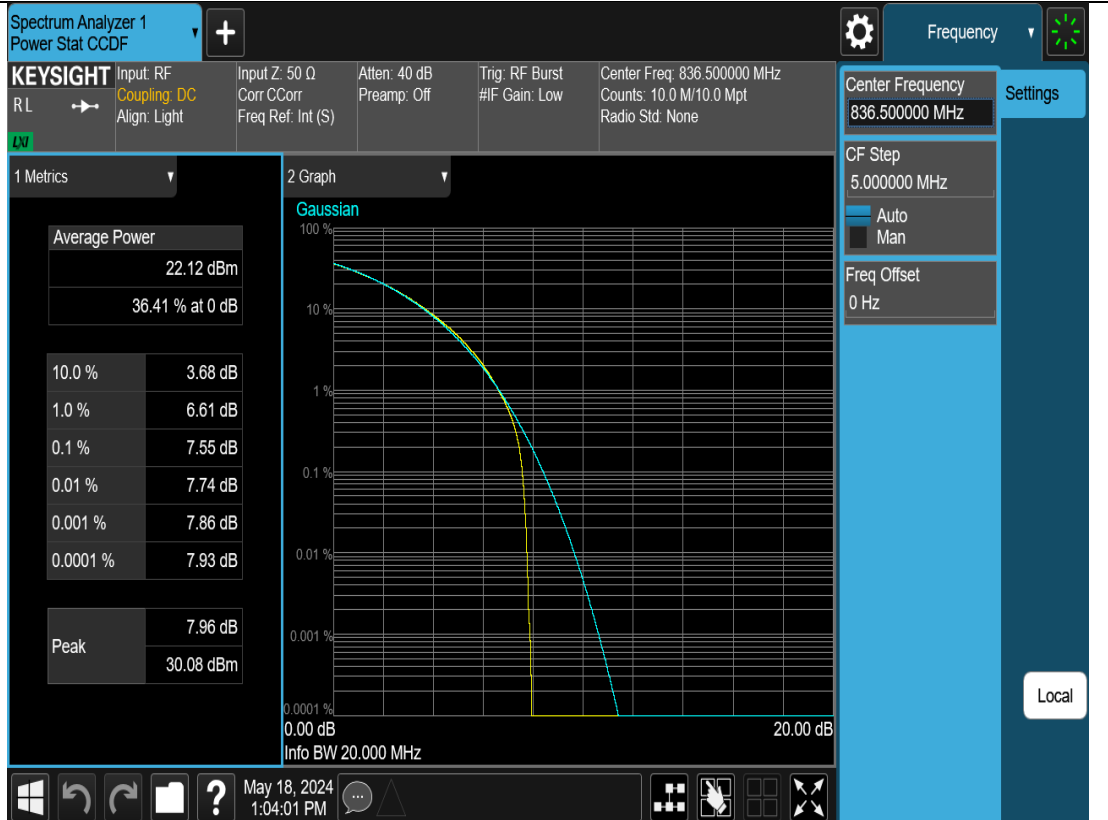 Spectrum Analyzer 1
Power Stat CCDF
+
Frequency
KEYSIGHT
R L
LXI
Input: RF
Coupling: DC
Align: Light
Input Z: 50 Ω
Corr CCorr
Freq Ref: Int (S)
Atten: 40 dB
Preamp: Off
Trig: RF Burst
#IF Gain: Low
Center Freq: 836.500000 MHz
Counts: 10.0 M/10.0 Mpt
Radio Std: None
Center Frequency
836.500000 MHz
Settings
CF Step
5.000000 MHz
Auto
Man
Freq Offset
0 Hz
1 Metrics
Average Power
22.12 dBm
36.41 % at 0 dB
10.0 % 3.68 dB
1.0 % 6.61 dB
0.1 % 7.55 dB
0.01 % 7.74 dB
0.001 % 7.86 dB
0.0001 % 7.93 dB
Peak
7.96 dB
30.08 dBm
2 Graph
Gaussian
100 %
10 %
1 %
0.1 %
0.01 %
0.001 %
0.0001 %
0.00 dB 20.00 dB
Info BW 20.000 MHz
Local
?
May 18, 2024
1:04:01 PM